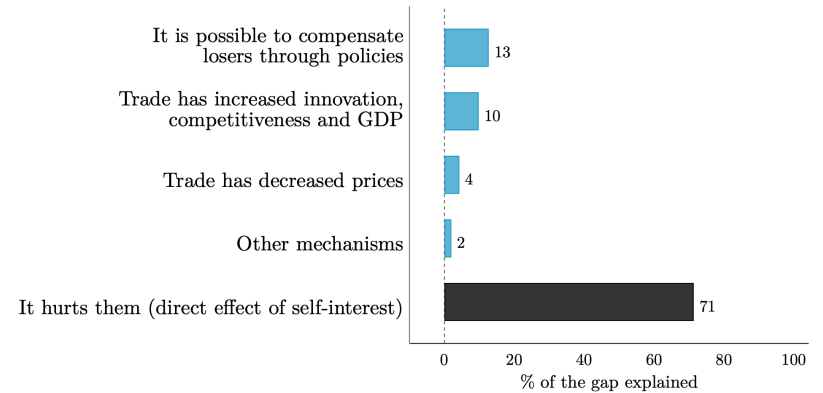 It is possible to compensate
losers through policies
13
Trade has increased innovation,
competitiveness and GDP
10
Trade has decreased prices
4
Other mechanisms
2
It hurts them (direct effect of self-interest)
71
0 20 40 60 80 100
% of the gap explained